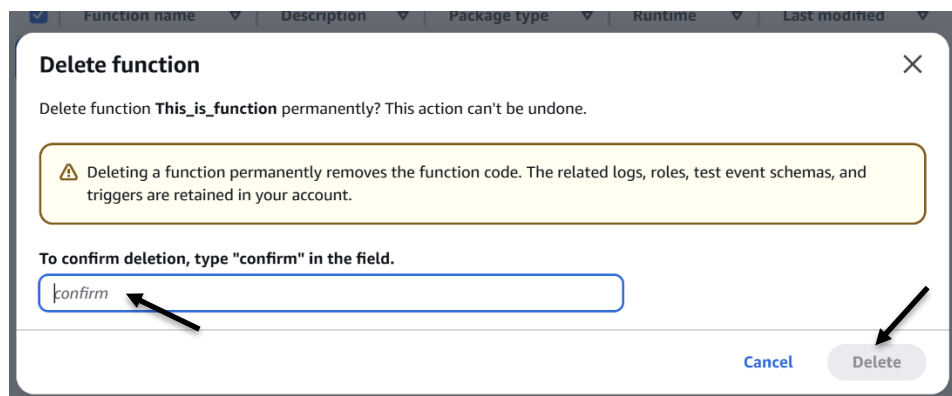 Function name Description Package type Runtime Last modified
Delete function
Delete function This_is_function permanently? This action can't be undone.
Deleting a function permanently removes the function code. The related logs, roles, test event schemas, and
triggers are retained in your account.
To confirm deletion, type "confirm" in the field.
confirm
Cancel Delete